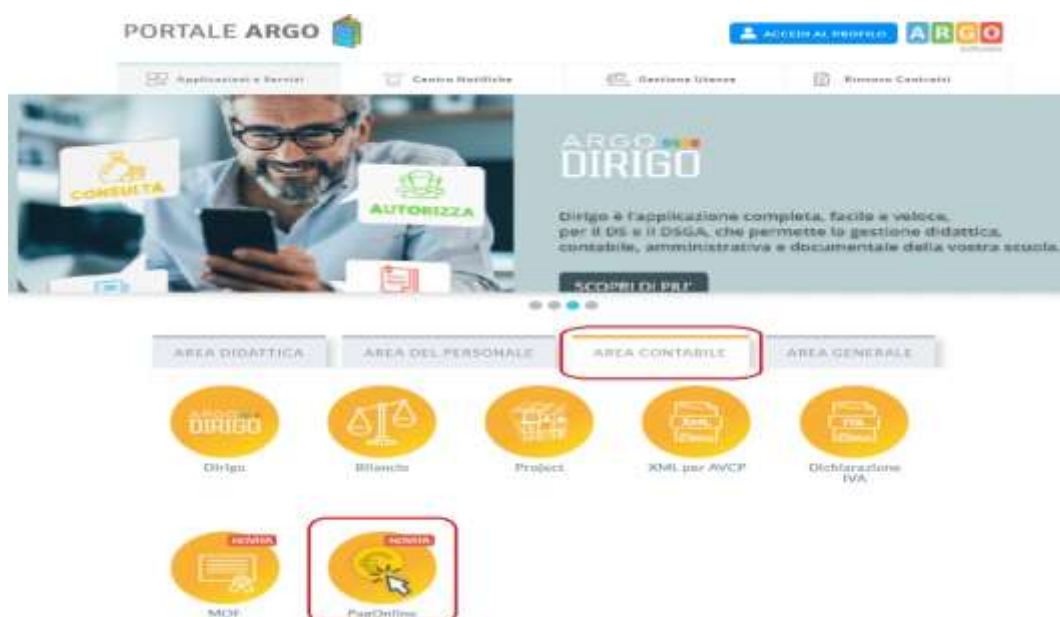 PORTALE ARGO
ACCEDI AL PROFILO
ARGO
Applicazioni e Servizi
Centro Notifiche
Gestione Utenze
Rinnovo Contratti
CONSULTA
AUTORIZZA
ARGO
DIRIGO
Dirigo è l'applicazione completa, facile e veloce,
per il DS e il DSGA, che permette la gestione didattica,
contabile, amministrativa e documentale della vostra scuola.
SCOPRI DI PIU'
AREA DIDATTICA
AREA DEL PERSONALE
AREA CONTABILE
AREA GENERALE
ARGO
DIRIGO
XML
Dirigo
Bilancio
Project
XML per AVCP
Dichiarazione
IVA
NOVITÀ
NOVITÀ
MOF
PagOnline